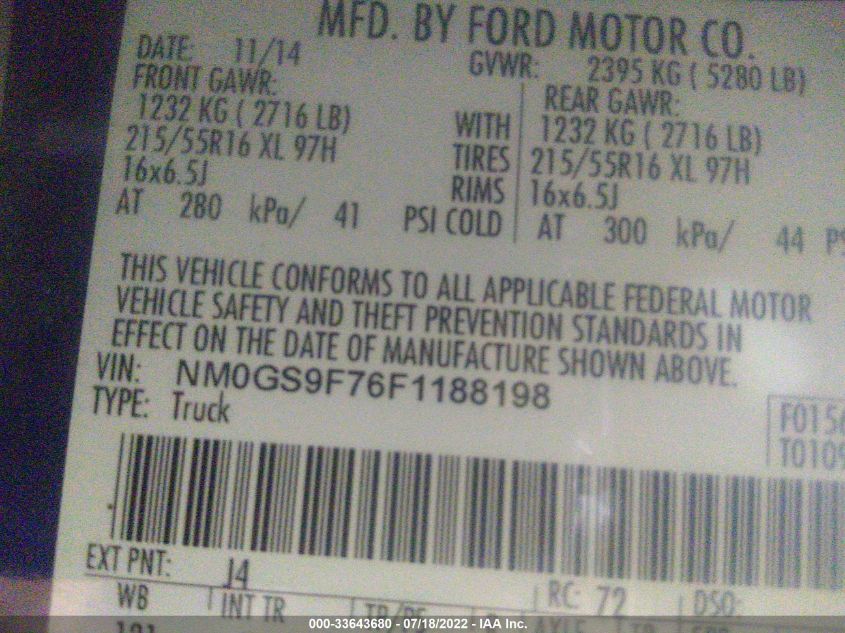 MFD. BY FORD MOTOR CO.
DATE: 11/14 GVWR: 2395 KG ( 5280 LB)
FRONT GAWR: REAR GAWR:
1232 KG ( 2716 LB) WITH 1232 KG ( 2716 LB)
215/55R16 XL 97H TIRES 215/55R16 XL 97H
16x6.5J RIMS 16x6.5J
AT 280 kPa/ 41 PSI COLD AT 300 kPa/ 44 PS
THIS VEHICLE CONFORMS TO ALL APPLICABLE FEDERAL MOTOR
VEHICLE SAFETY AND THEFT PREVENTION STANDARDS IN
EFFECT ON THE DATE OF MANUFACTURE SHOWN ABOVE.
VIN: NM0GS9F76F1188198
TYPE: Truck
F0156
T0109
EXT PNT: J4 RC: 72 DSO:
WB INT TR
000-33643680 - 07/18/2022 - IAA Inc.